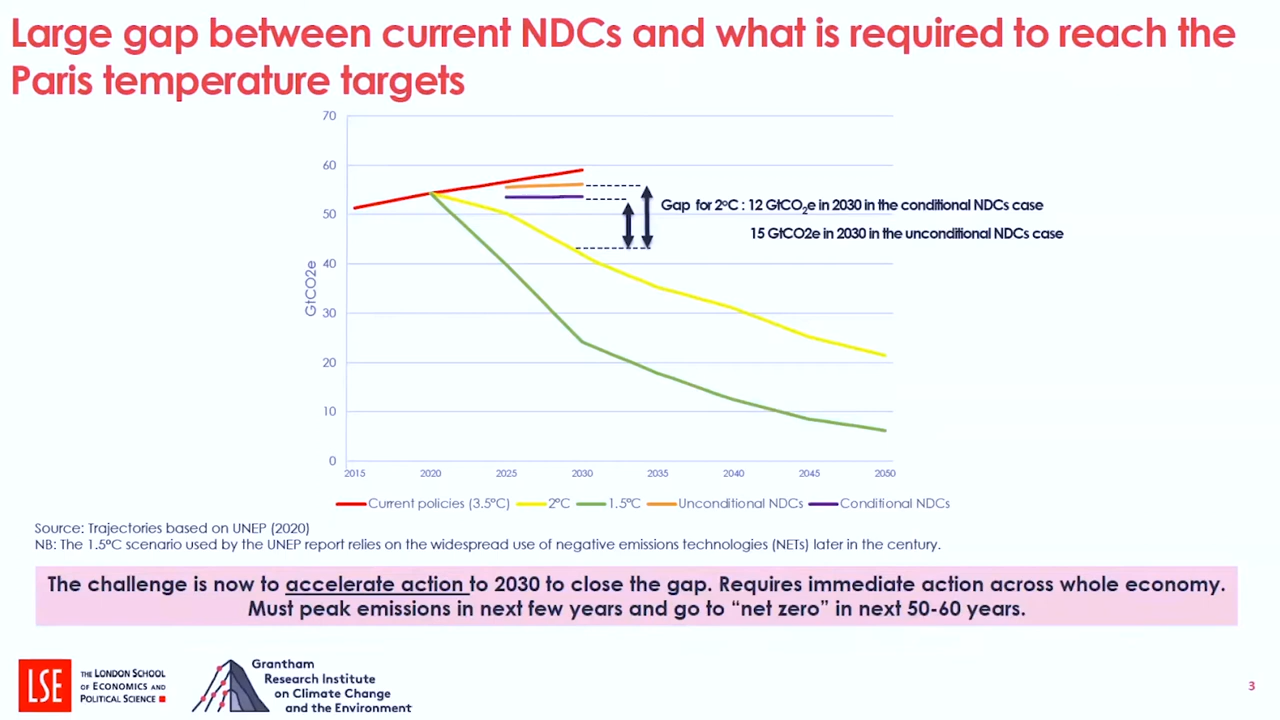 Large gap between current NDCs and what is required to reach the
Paris temperature targets
70
60
50
40
30
20
10
0
GtCO2e
2015 2020 2025 2030 2035 2040 2045 2050
Gap for 2°C : 12 GtCO₂e in 2030 in the conditional NDCs case
15 GtCO2e in 2030 in the unconditional NDCs case
Current policies (3.5°C) 2°C 1.5°C Unconditional NDCs Conditional NDCs
Source: Trajectories based on UNEP (2020)
NB: The 1.5°C scenario used by the UNEP report relies on the widespread use of negative emissions technologies (NETs) later in the century.
The challenge is now to accelerate action to 2030 to close the gap. Requires immediate action across whole economy.
Must peak emissions in next few years and go to “net zero” in next 50-60 years.
LSE
THE LONDON SCHOOL
OF ECONOMICS AND
POLITICAL SCIENCE
Grantham
Research Institute
on Climate Change
and the Environment
3